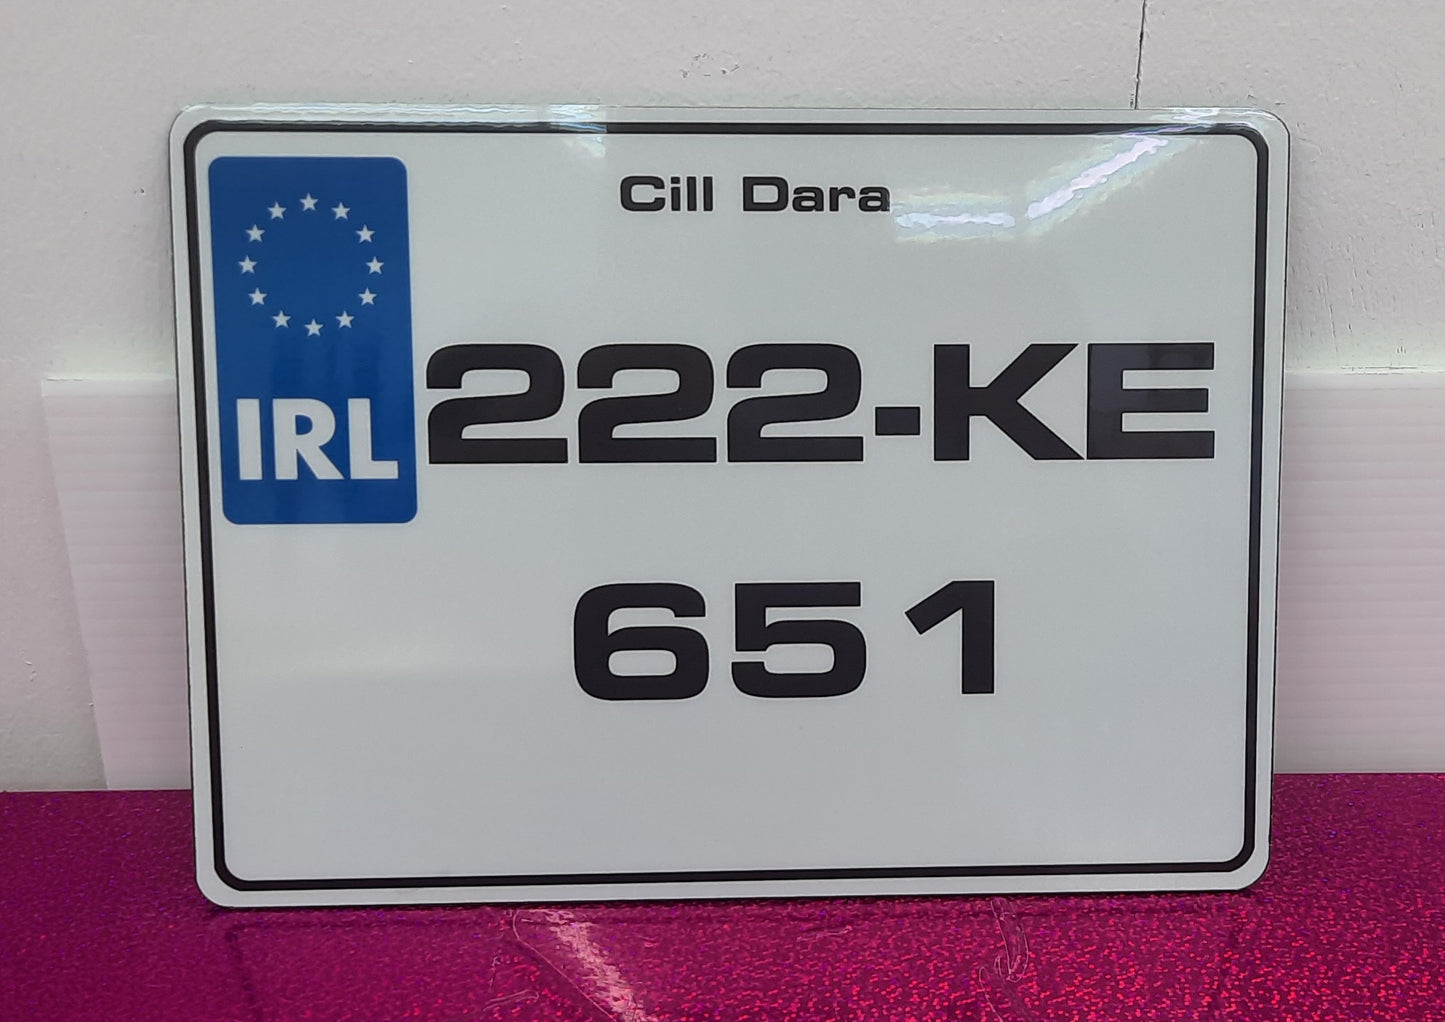 Cill Dara
IRL
222-KE
651